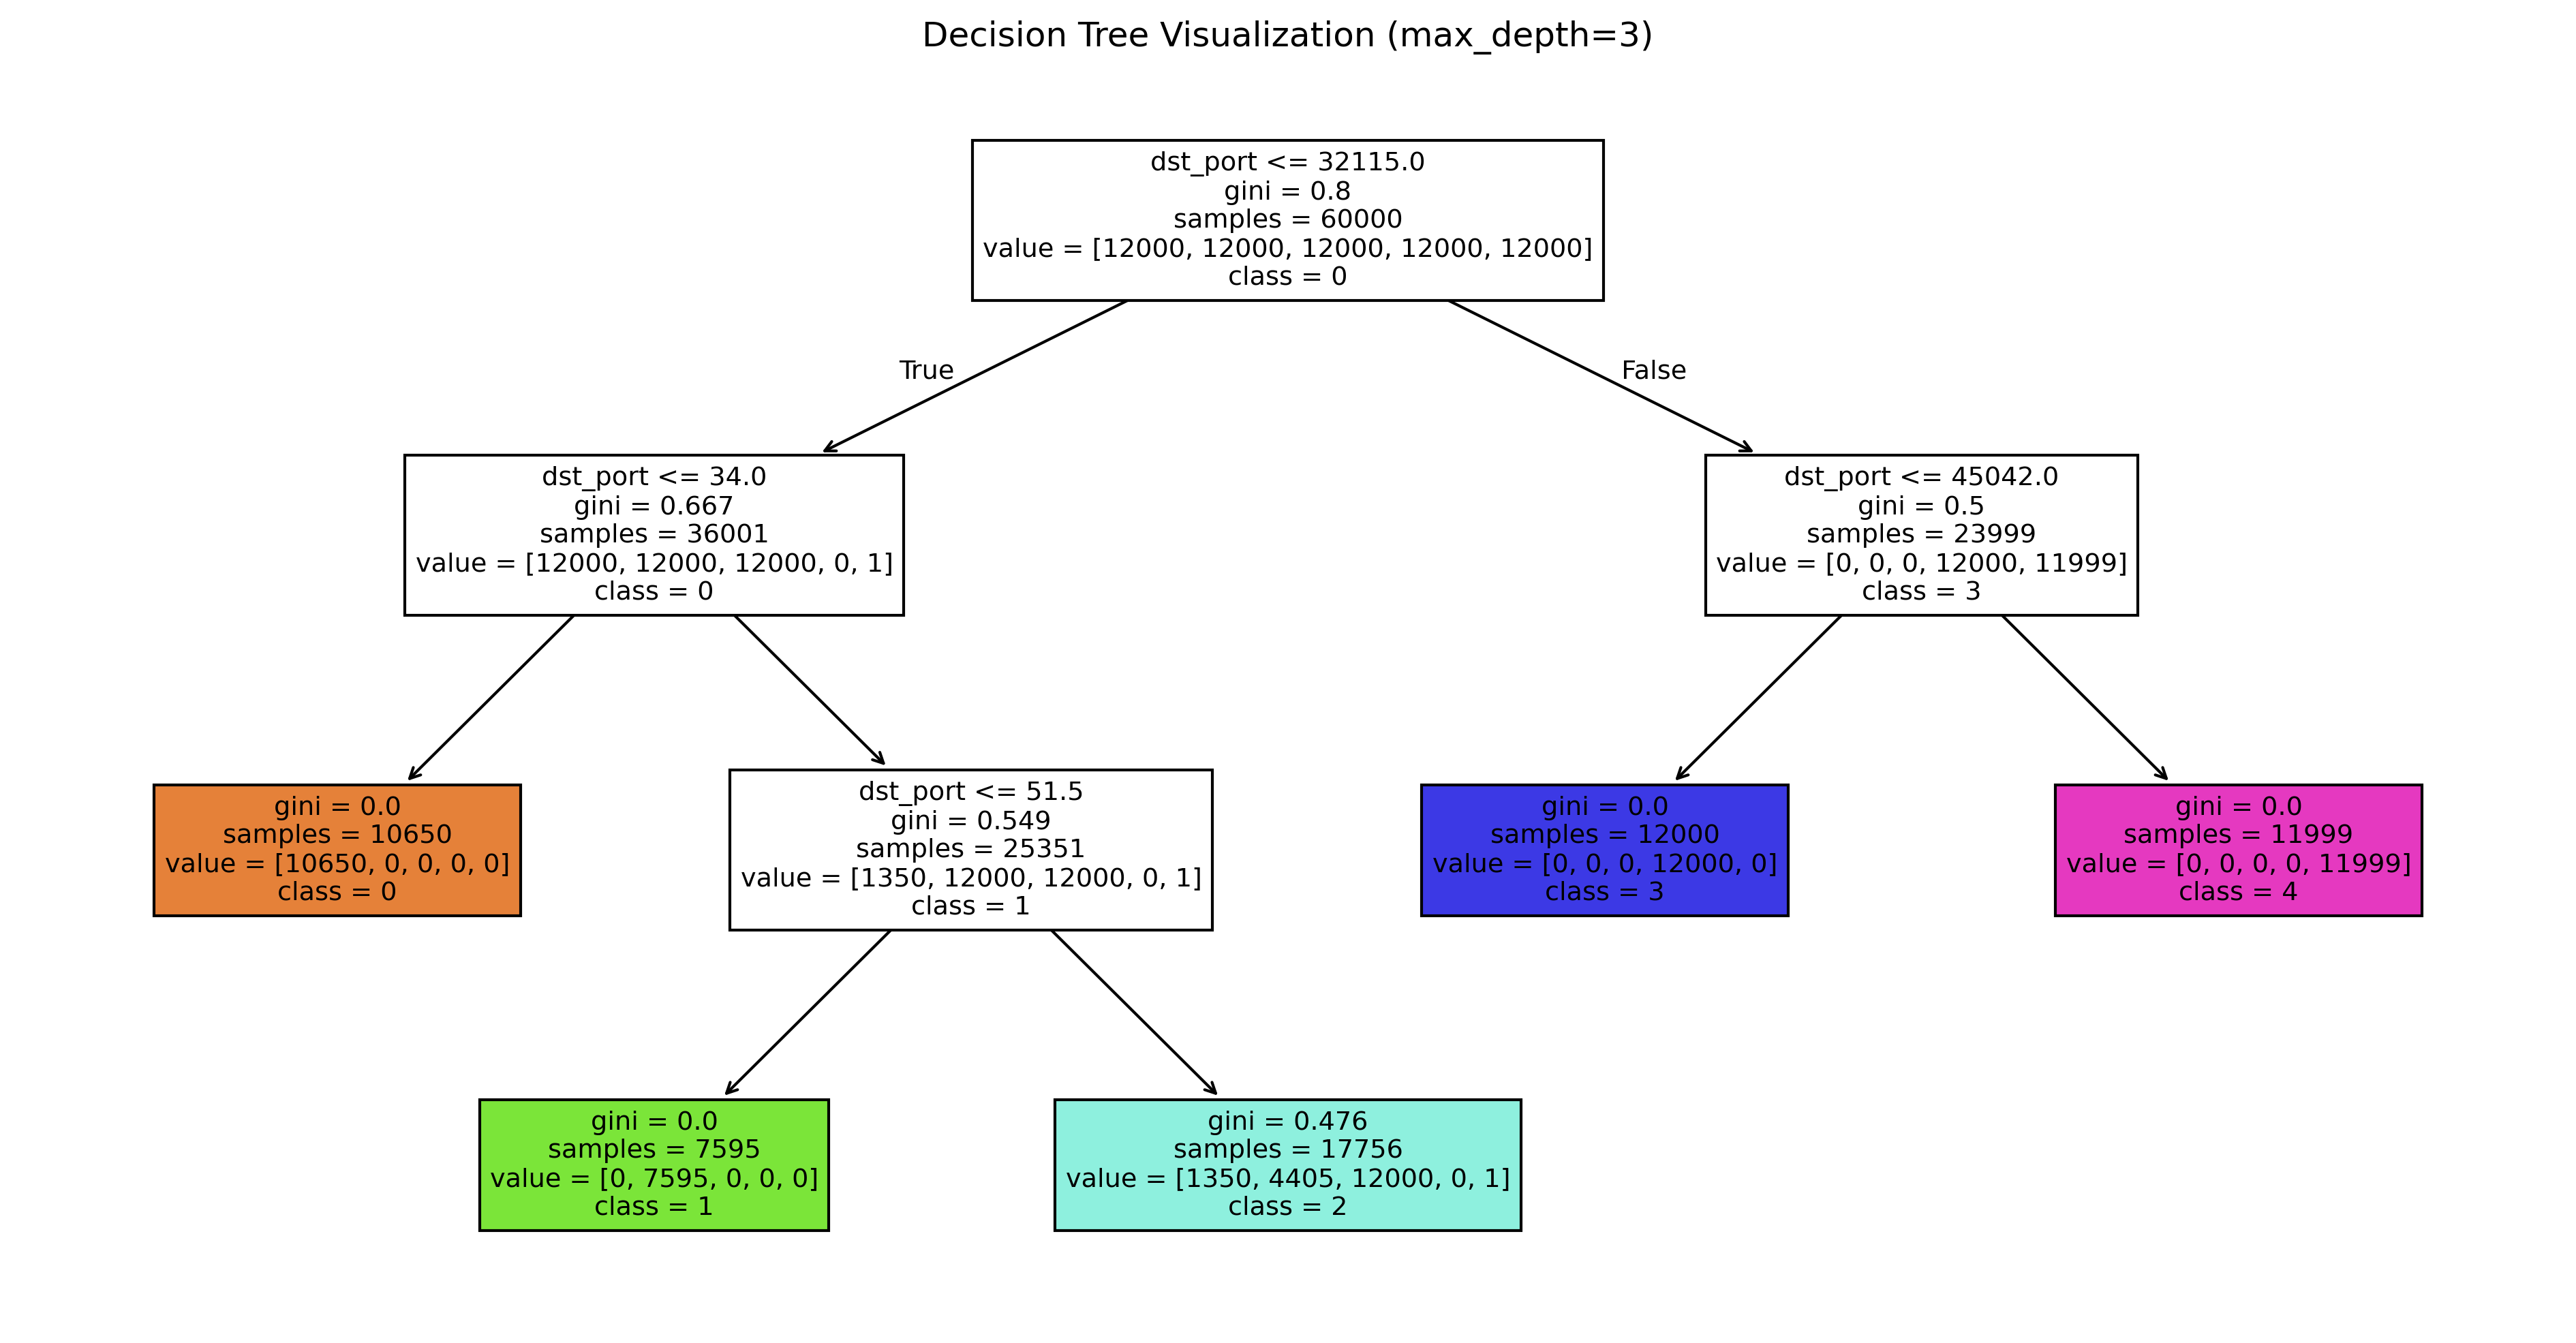 Decision Tree Visualization (max_depth=3)
dst_port <= 32115.0
gini = 0.8
samples = 60000
value = [12000, 12000, 12000, 12000, 12000]
class = 0
True
False
dst_port <= 34.0
gini = 0.667
samples = 36001
value = [12000, 12000, 12000, 0, 1]
class = 0
dst_port <= 45042.0
gini = 0.5
samples = 23999
value = [0, 0, 0, 12000, 11999]
class = 3
gini = 0.0
samples = 10650
value = [10650, 0, 0, 0, 0]
class = 0
dst_port <= 51.5
gini = 0.549
samples = 25351
value = [1350, 12000, 12000, 0, 1]
class = 1
gini = 0.0
samples = 12000
value = [0, 0, 0, 12000, 0]
class = 3
gini = 0.0
samples = 11999
value = [0, 0, 0, 0, 11999]
class = 4
gini = 0.0
samples = 7595
value = [0, 7595, 0, 0, 0]
class = 1
gini = 0.476
samples = 17756
value = [1350, 4405, 12000, 0, 1]
class = 2